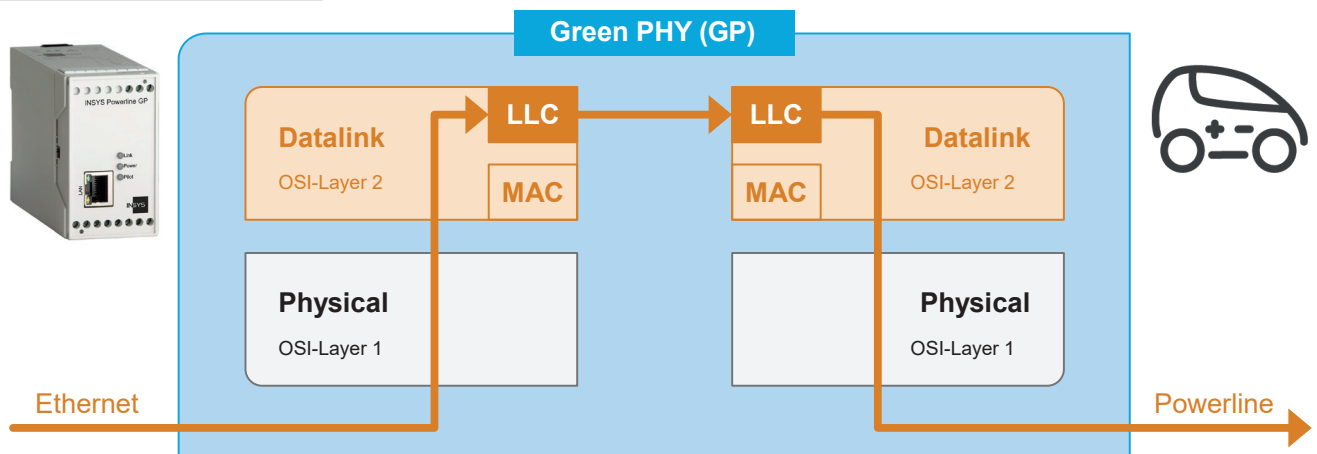 Green PHY (GP)
INSYS Powerline GP
Link
Power
Pilot
LAN
INSYS
Datalink
OSI-Layer 2
LLC
MAC
LLC
MAC
Datalink
OSI-Layer 2
Physical
OSI-Layer 1
Physical
OSI-Layer 1
Ethernet
Powerline